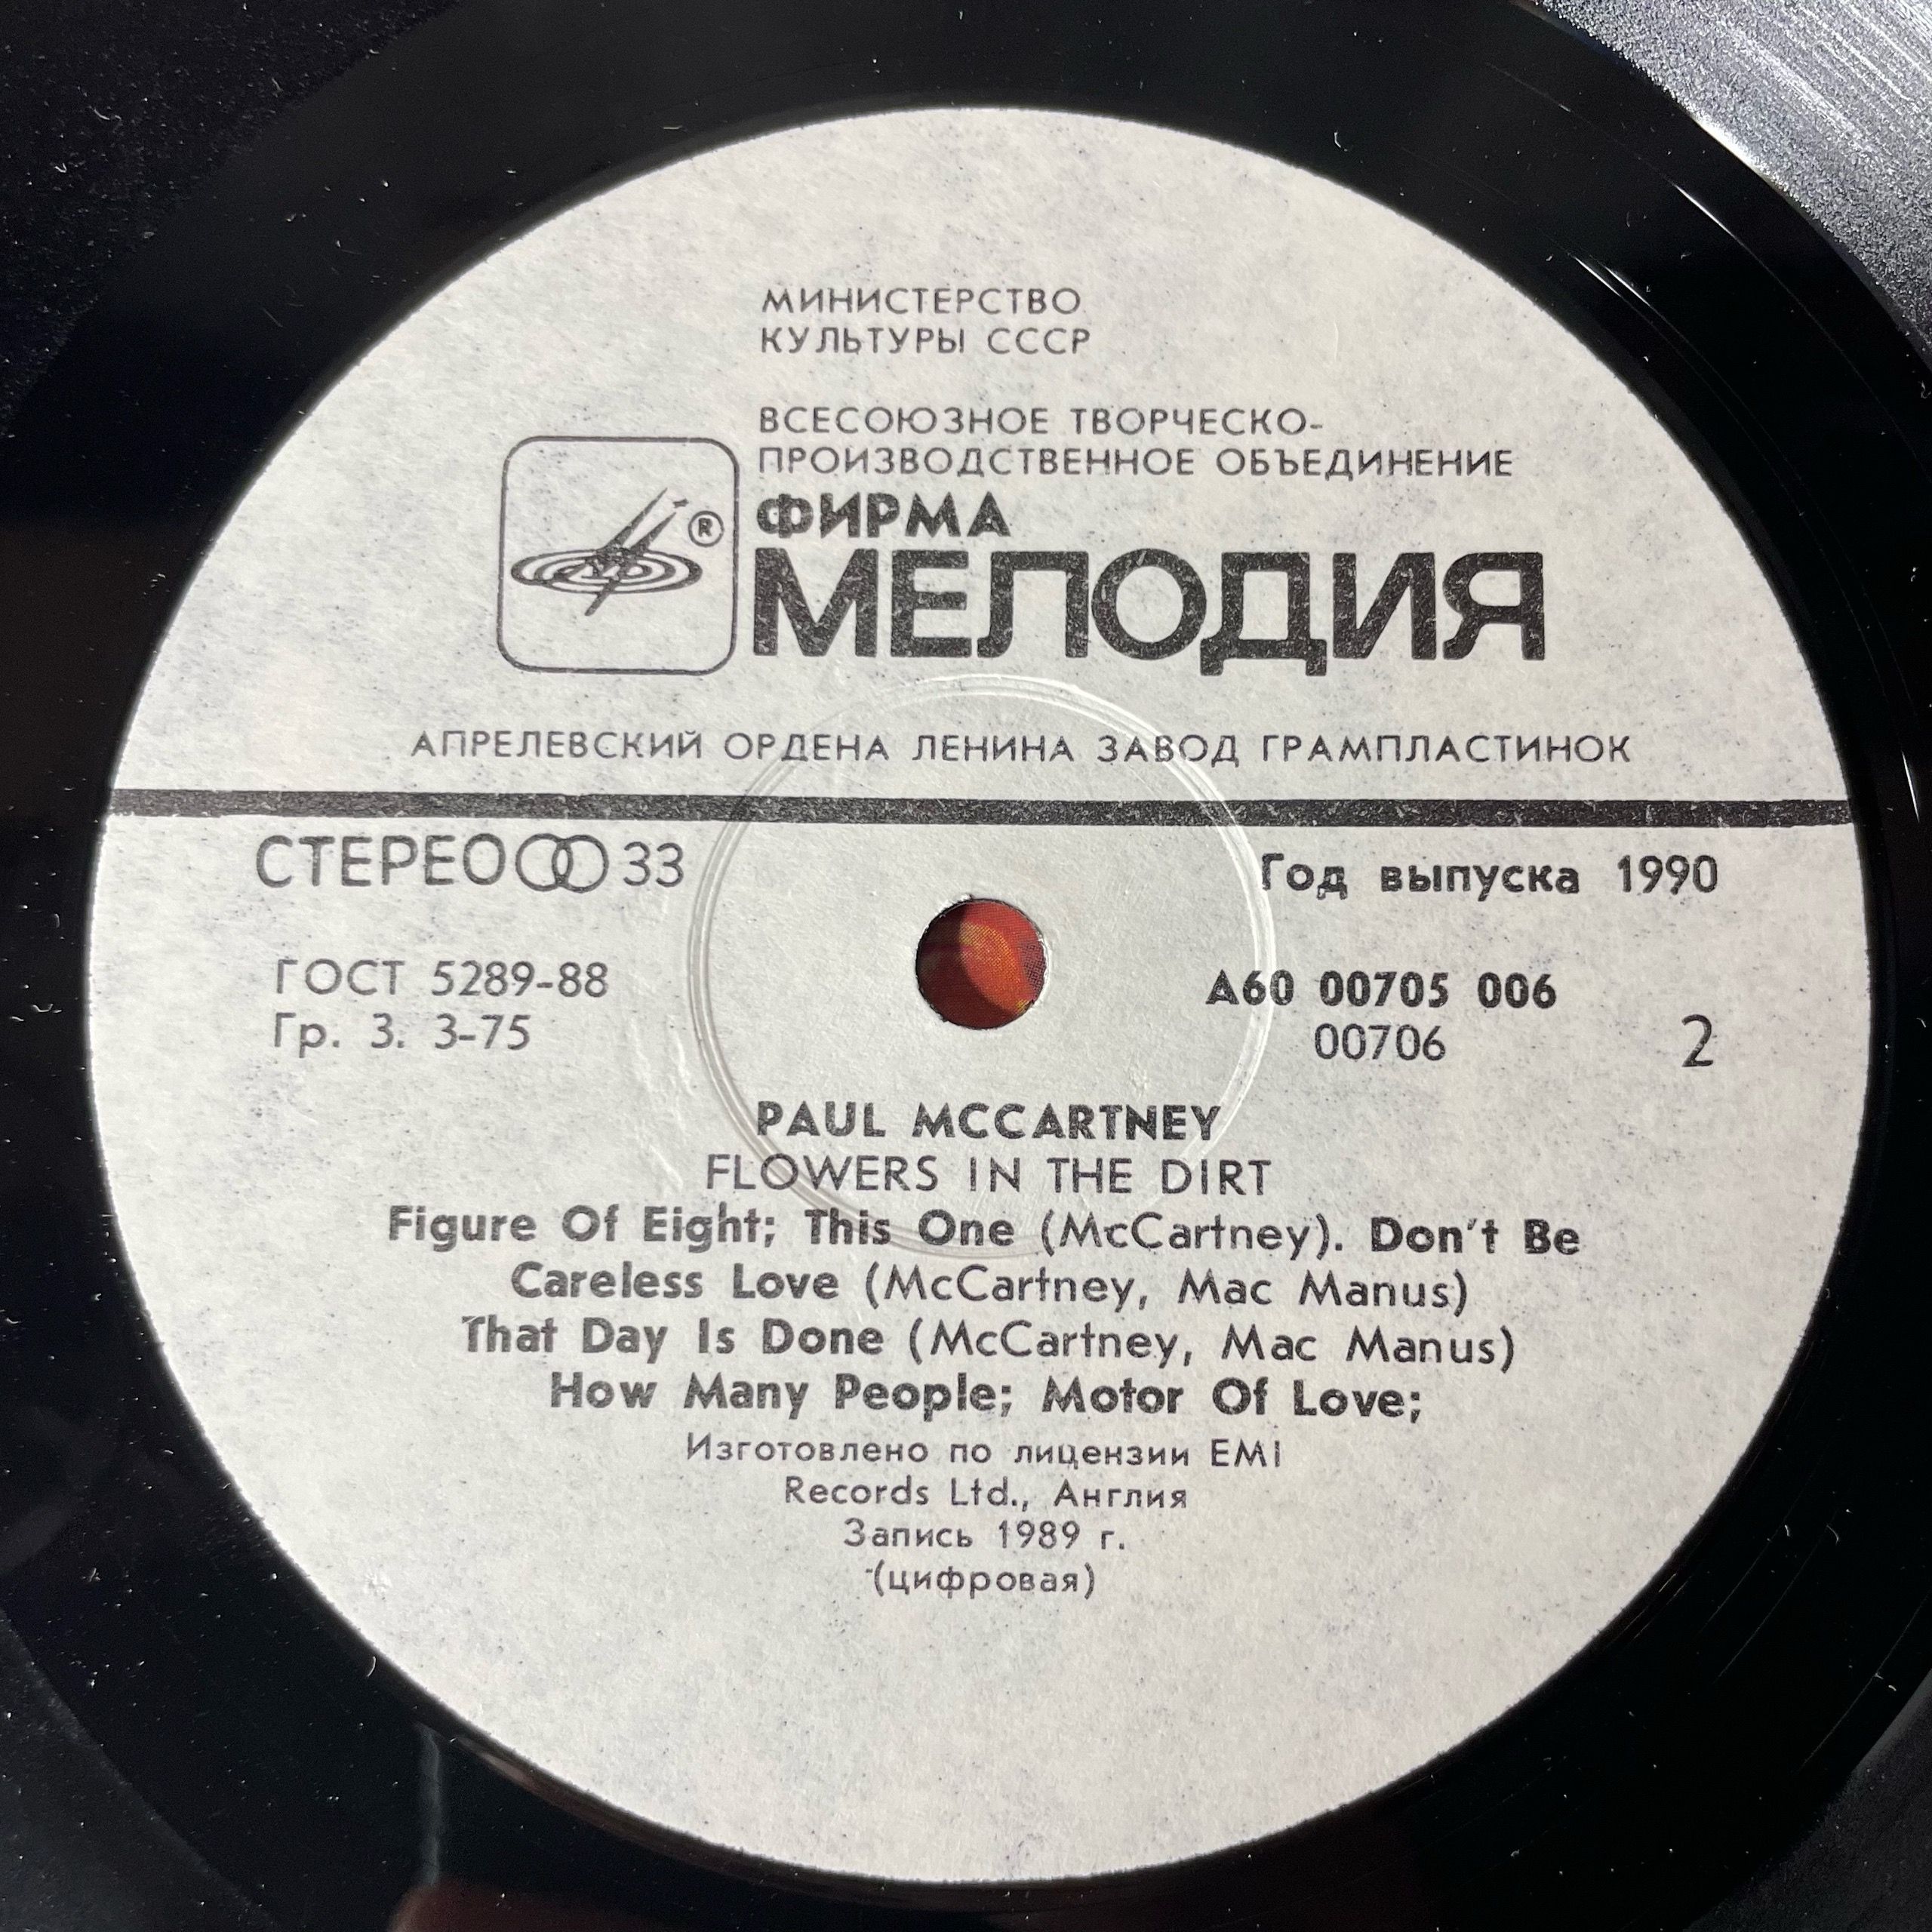 МИНИСТЕРСТВО
КУЛЬТУРЫ СССР
ВСЕСОЮЗНОЕ ТВОРЧЕСКО-
ПРОИЗВОДСТВЕННОЕ ОБЪЕДИНЕНИЕ
®
ФИРМА
МЕЛОДИЯ
АПРЕЛЕВСКИЙ ОРДЕНА ЛЕНИНА ЗАВОД ГРАМПЛАСТИНОК
СТЕРЕО 33
Год выпуска 1990
ГОСТ 5289-88
Гр. 3. 3-75
А60 00705 006
00706
2
PAUL MCCARTNEY
FLOWERS IN THE DIRT
Figure Of Eight; This One (McCartney). Don't Be
Careless Love (McCartney, Mac Manus)
That Day Is Done (McCartney, Mac Manus)
How Many People; Motor Of Love;
Изготовлено по лицензии EMI
Records Ltd., Англия
Запись 1989 г.
(цифровая)